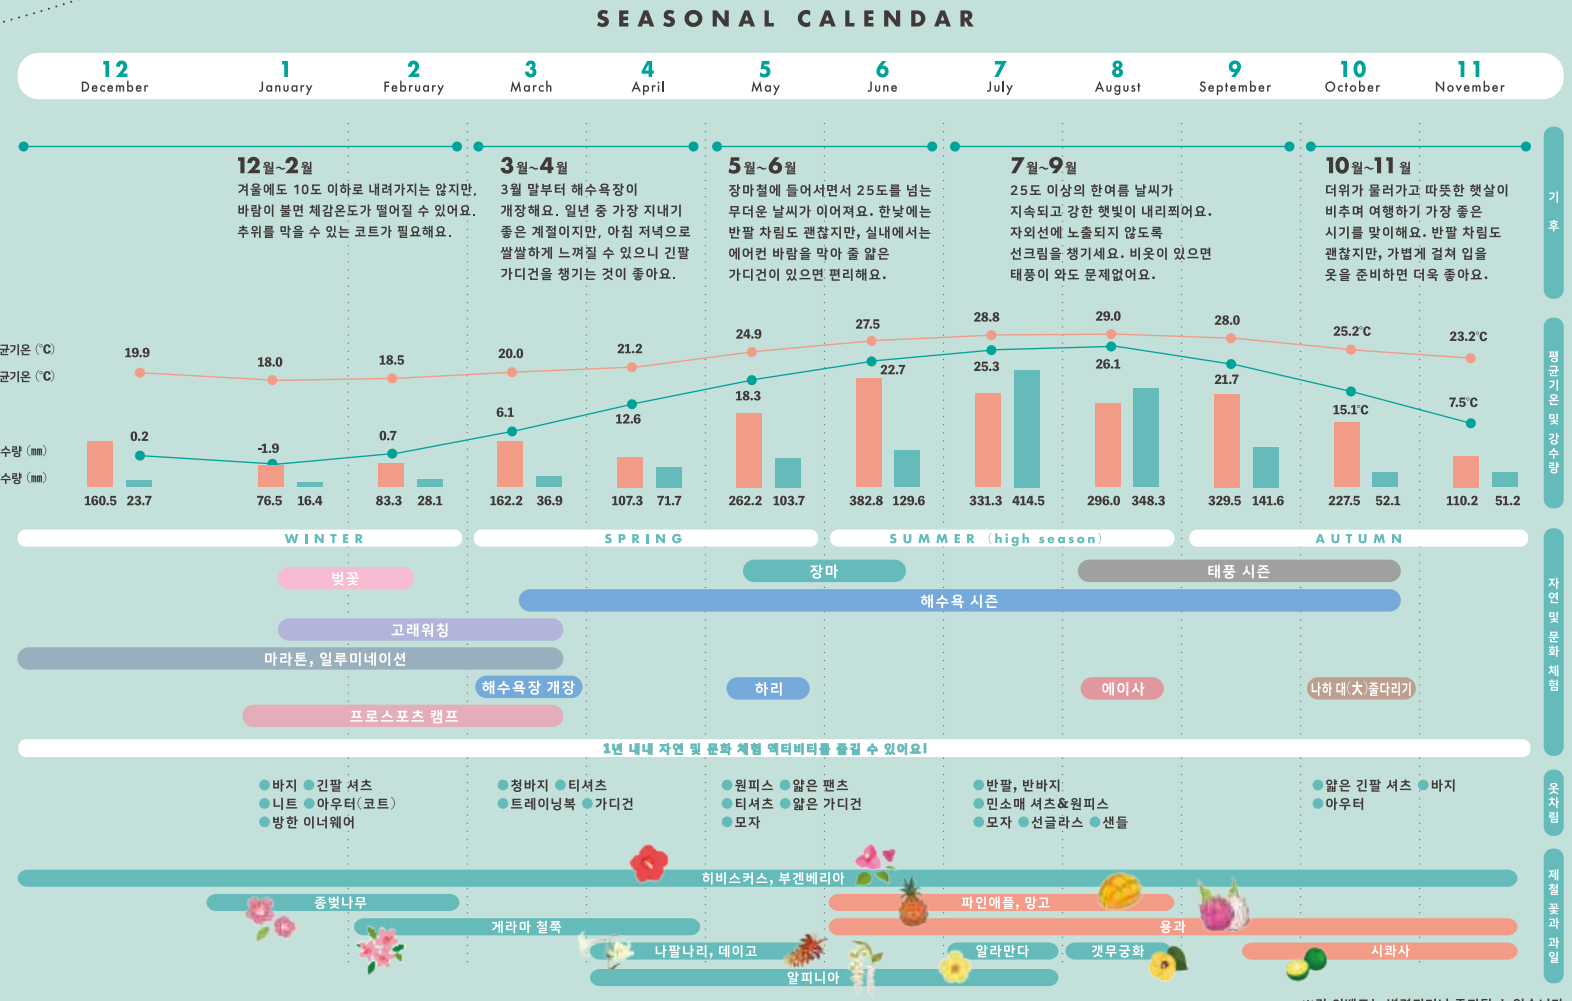 SEASONAL CALENDAR
12 1 2 3 4 5 6 7 8 9 10 11
December January February March April May June July August September October November
12월~2월
겨울에도 10도 이하로 내려가지는 않지만,
바람이 불면 체감온도가 떨어질 수 있어요.
추위를 막을 수 있는 코트가 필요해요.
3월~4월
3월 말부터 해수욕장이
개장해요. 일년 중 가장 지내기
좋은 계절이지만, 아침 저녁으로
쌀쌀하게 느껴질 수 있으니 긴팔
가디건을 챙기는 것이 좋아요.
5월~6월
장마철에 들어서면서 25도를 넘는
무더운 날씨가 이어져요. 한낮에는
반팔 차림도 괜찮지만, 실내에서는
에어컨 바람을 막아 줄 얇은
가디건이 있으면 편리해요.
7월~9월
25도 이상의 한여름 날씨가
지속되고 강한 햇빛이 내리쬐어요.
자외선에 노출되지 않도록
선크림을 챙기세요. 비옷이 있으면
태풍이 와도 문제없어요.
10월~11월
더위가 물러가고 따뜻한 햇살이
비추며 여행하기 가장 좋은
시기를 맞이해요. 반팔 차림도
괜찮지만, 가볍게 걸쳐 입을
옷을 준비하면 더욱 좋아요.
기후
균기온 (℃)
19.9 18.0 18.5 20.0 21.2 24.9 27.5 28.8 29.0 28.0 25.2℃ 23.2℃
균기온 (℃)
0.2 -1.9 0.7 6.1 12.6 18.3 22.7 25.3 26.1 21.7 15.1℃ 7.5℃
수량 (㎜)
수량 (㎜)
160.5 23.7 76.5 16.4 83.3 28.1 162.2 36.9 107.3 71.7 262.2 103.7 382.8 129.6 331.3 414.5 296.0 348.3 329.5 141.6 227.5 52.1 110.2 51.2
평균기온 및 강수량
WINTER SPRING SUMMER (high season) AUTUMN
벚꽃 장마 태풍 시즌
해수욕 시즌
고래워칭
마라톤, 일루미네이션
해수욕장 개장 하리 에이사 나하 대(大)줄다리기
프로스포츠 캠프
자연 및 문화 체험
1년 내내 자연 및 문화 체험 액티비티를 즐길 수 있어요!
바지 긴팔 셔츠
니트 아우터(코트)
방한 이너웨어
청바지 티셔츠
트레이닝복 가디건
원피스 얇은 팬츠
티셔츠 얇은 가디건
모자
반팔, 반바지
민소매 셔츠&원피스
모자 선글라스 샌들
얇은 긴팔 셔츠 바지
아우터
옷차림
히비스커스, 부겐베리아
종벚나무 파인애플, 망고
게라마 철쭉 용과
나팔나리, 데이고 알라만다 갯무궁화 시콰사
알피니아
제철 꽃과 과일